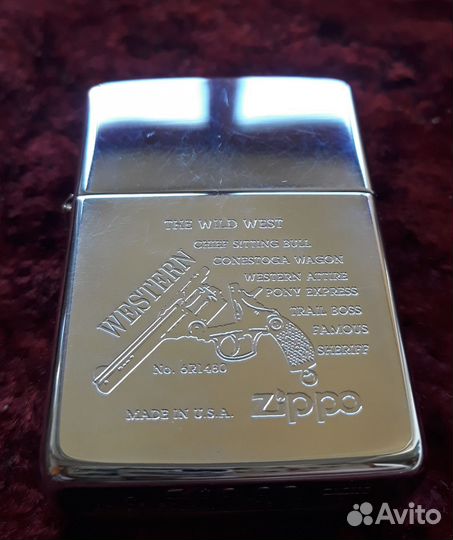 THE WILD WEST
CHIEF SITTING BULL
CONESTOGA WAGON
WESTERN ATTIRE
PONY EXPRESS
TRAIL BOSS
FAMOUS
SHERIFF
WESTERN
No. 6R1480
MADE IN U.S.A.
Zippo
Avito